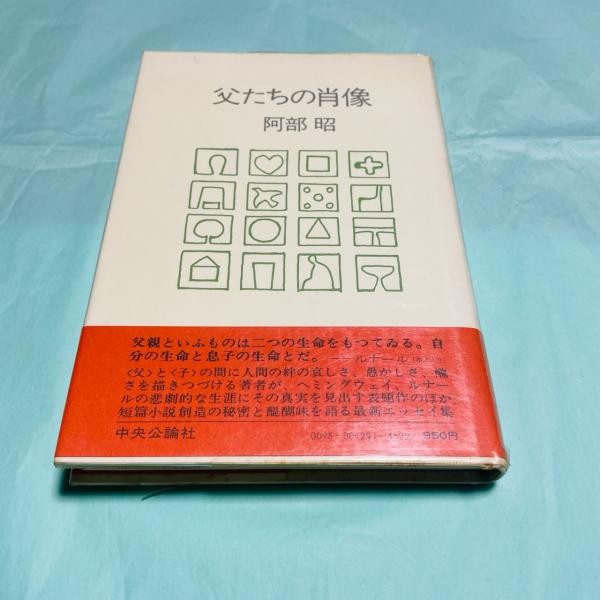 父たちの肖像
阿部 昭
父親といふものは二つの生命をもつてゐる。自
分の生命と息子の生命とだ。――ルナール
〈父〉と〈子〉の間に人間の絆の哀しさ、愚かしさ、醜
さを描きつづける著者が、ヘミングウェイ、ルナー
ルの悲劇的な生涯にその真実を見出す表題作のほか
短篇小説創造の秘密と醍醐味を語る最新エッセイ集
中央公論社
950円